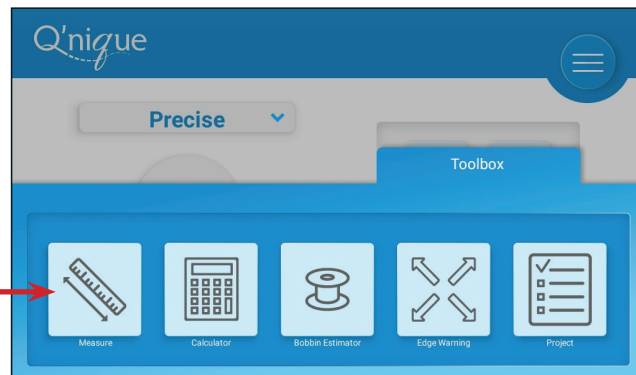 Q'nique
Precise
Toolbox
Measure
Calculator
Bobbin Estimator
Edge Warning
Project